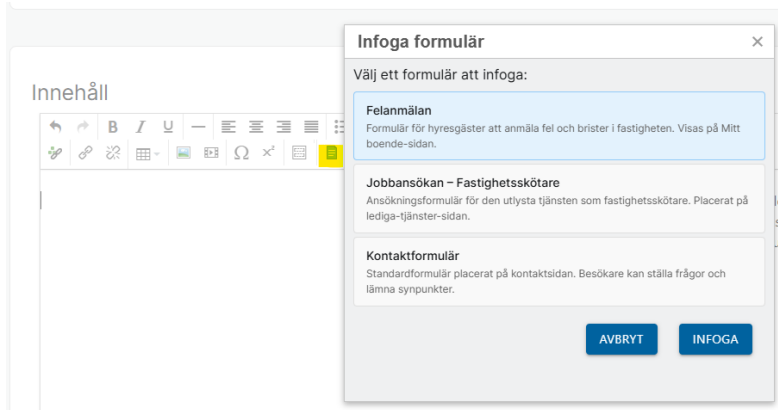 Infoga formulär
Välj ett formulär att infoga:
Innehåll
Felanmälan
Formulär för hyresgäster att anmäla fel och brister i fastigheten. Visas på Mitt
boende-sidan.
Jobbansökan – Fastighetsskötare
Ansökningsformulär för den utlysta tjänsten som fastighetsskötare. Placerat på
lediga-tjänster-sidan.
Kontaktformulär
Standardformulär placerat på kontaktsidan. Besökare kan ställa frågor och
lämna synpunkter.
AVBRYT INFOGA